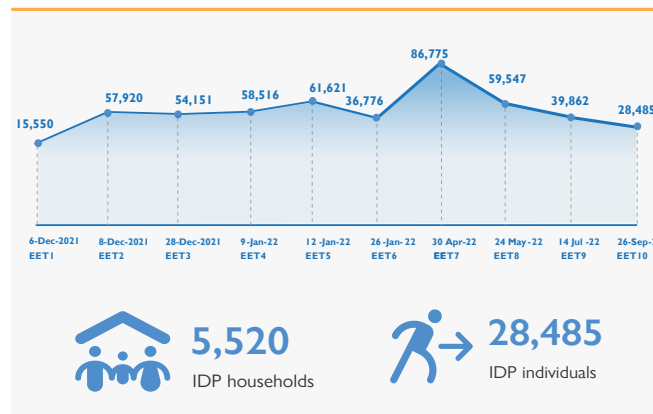 86,775
57,920 54,151 58,516 61,621 36,776 59,547 39,862 28,485
15,550
6-Dec-2021 8-Dec-2021 28-Dec-2021 9-Jan-22 12 -Jan-22 26-Jan- 22 30 Apr-22 24 May -22 14 Jul -22 26-Sep-
EET1 EET2 EET3 EET4 EET5 EET6 EET7 EET8 EET9 EET10
5,520
IDP households
28,485
IDP individuals